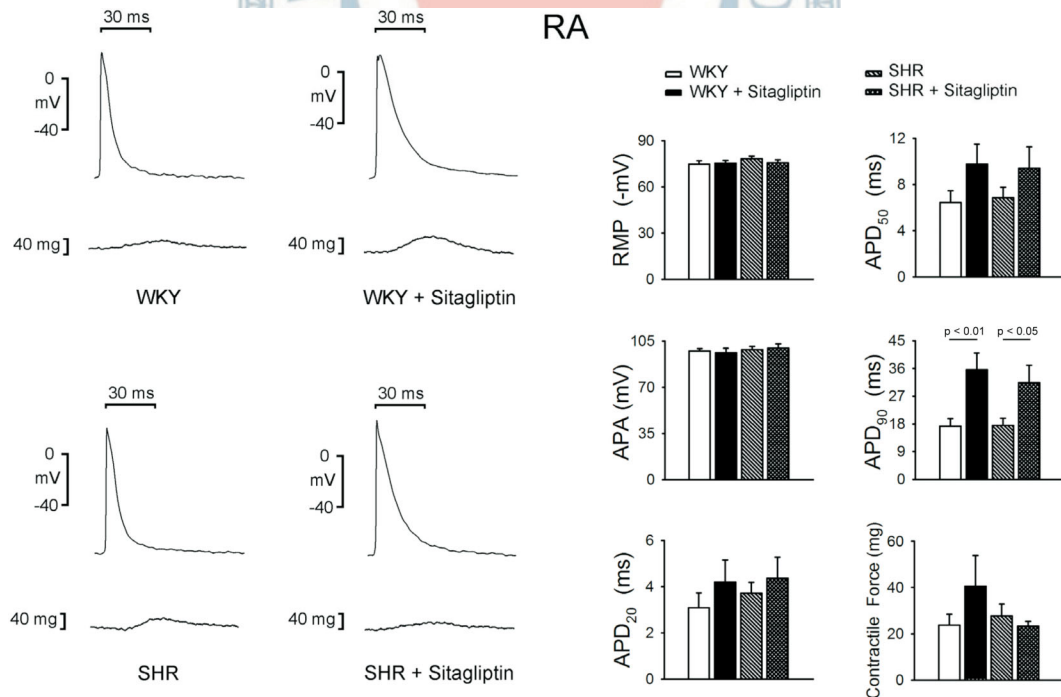 RA
30 ms
30 ms
0
mV
-40
0
mV
-40
40 mg
40 mg
WKY
WKY + Sitagliptin
30 ms
30 ms
0
mV
-40
0
mV
-40
40 mg
40 mg
SHR
SHR + Sitagliptin
WKY
WKY + Sitagliptin
SHR
SHR + Sitagliptin
90
60
30
0
RMP (-mV)
12
8
4
0
APD50 (ms)
105
70
35
0
APA (mV)
p < 0.01
p < 0.05
45
36
27
18
9
0
APD90 (ms)
6
4
2
0
APD20 (ms)
60
40
20
0
Contractile Force (mg)